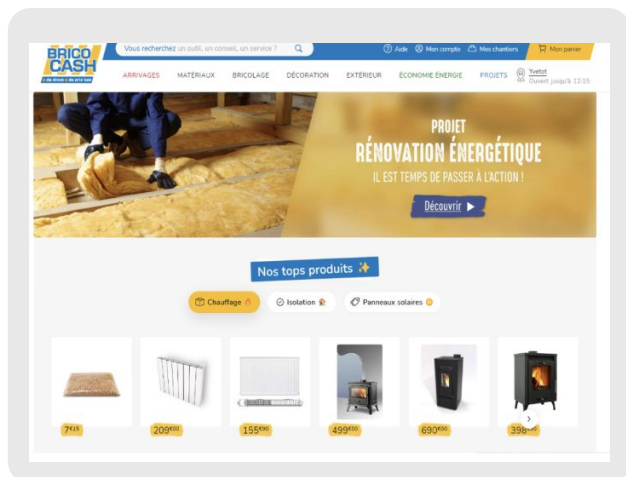 BRICO
CASH
Vous recherchez un outil, un conseil, un service ?
Aide
Mon compte
Mes chantiers
Mon panier
ARRIVAGES
MATÉRIAUX
BRICOLAGE
DÉCORATION
EXTÉRIEUR
ÉCONOMIE ÉNERGIE
PROJETS
Yvetot
Ouvert jusqu'à 12:15
PROJET
RÉNOVATION ÉNERGÉTIQUE
IL EST TEMPS DE PASSER À L'ACTION !
Découvrir
Nos tops produits
Chauffage
Isolation
Panneaux solaires
7€15
209€00
155€90
499€00
690€00
398